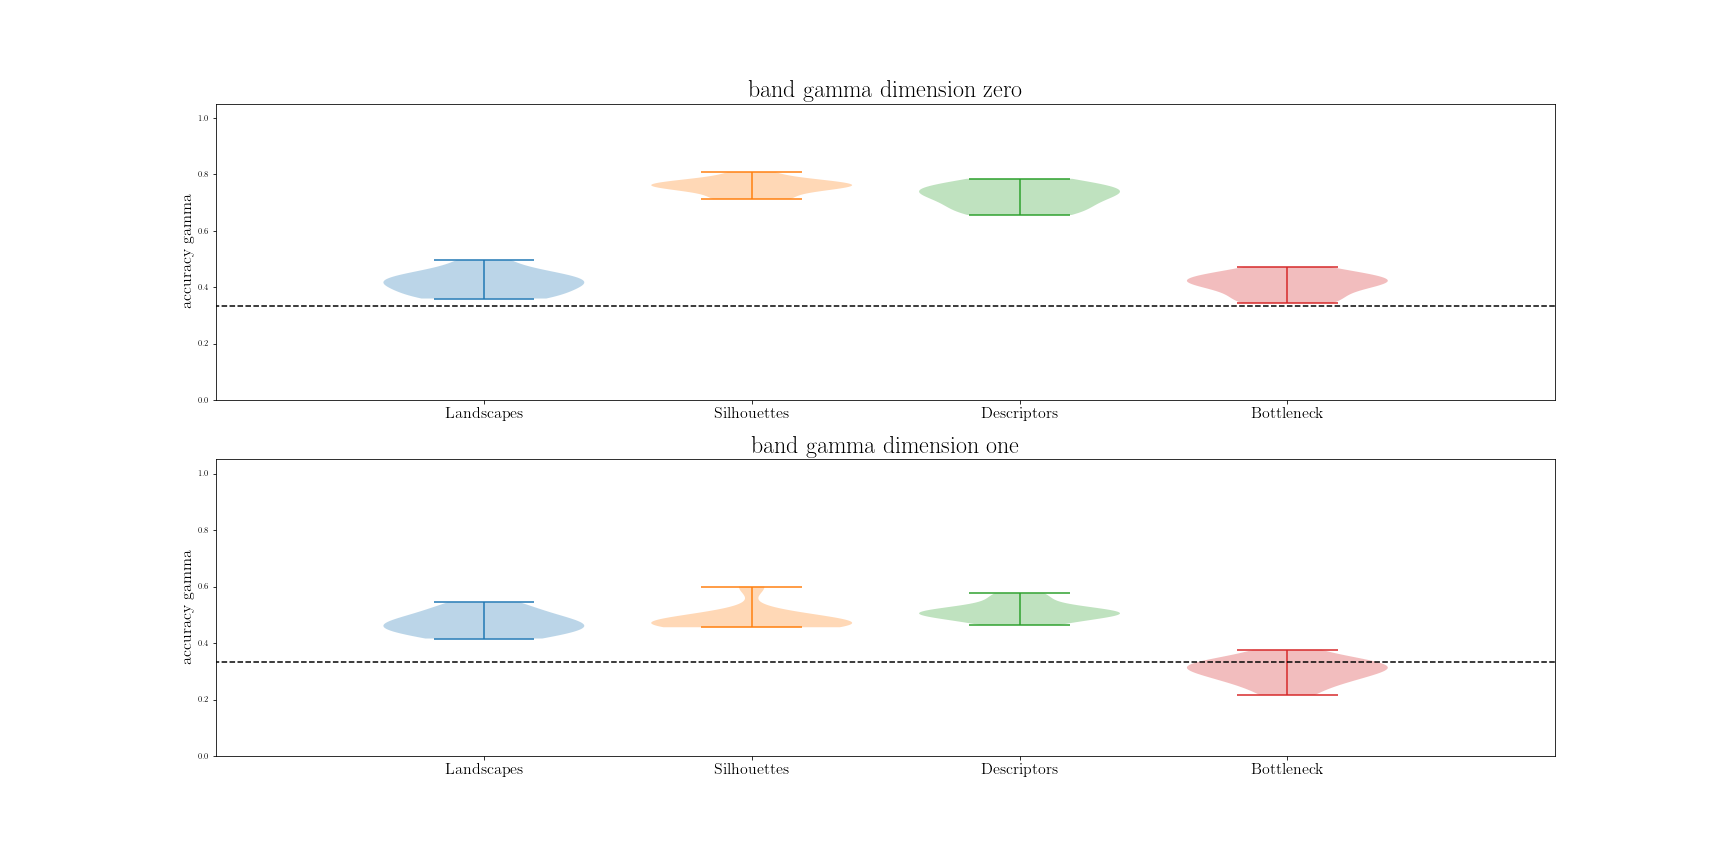 band gamma dimension zero
accuracy gamma
1.0
0.8
0.6
0.4
0.2
0.0
Landscapes Silhouettes Descriptors Bottleneck
band gamma dimension one
accuracy gamma
1.0
0.8
0.6
0.4
0.2
0.0
Landscapes Silhouettes Descriptors Bottleneck